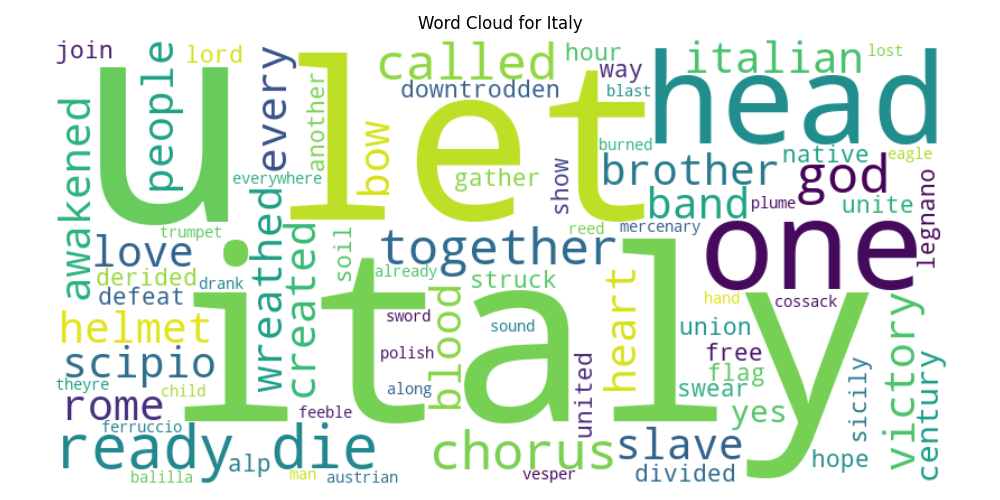 Word Cloud for Italy
join
lord
people
every
another
called
hour
way
italian
lost
u
let
head
downtrodden
blast
awakened
bow
burned
brother
native
eagle
everywhere
gather
show
god
band
plume
unite
legnano
wreathed
created
trumpet
love
soil
together
reed
mercenary
one
derided
drank
already
struck
defeat
italy
heart
hand
cossack
helmet
sword
sound
union
blood
scipio
polish
united
free
flag
victory
century
sicily
theyre
child
along
swear
rome
feeble
yes
ferruccio
ready die
chorus
slave
alp
hope
balilla
man
austrian
vesper
divided